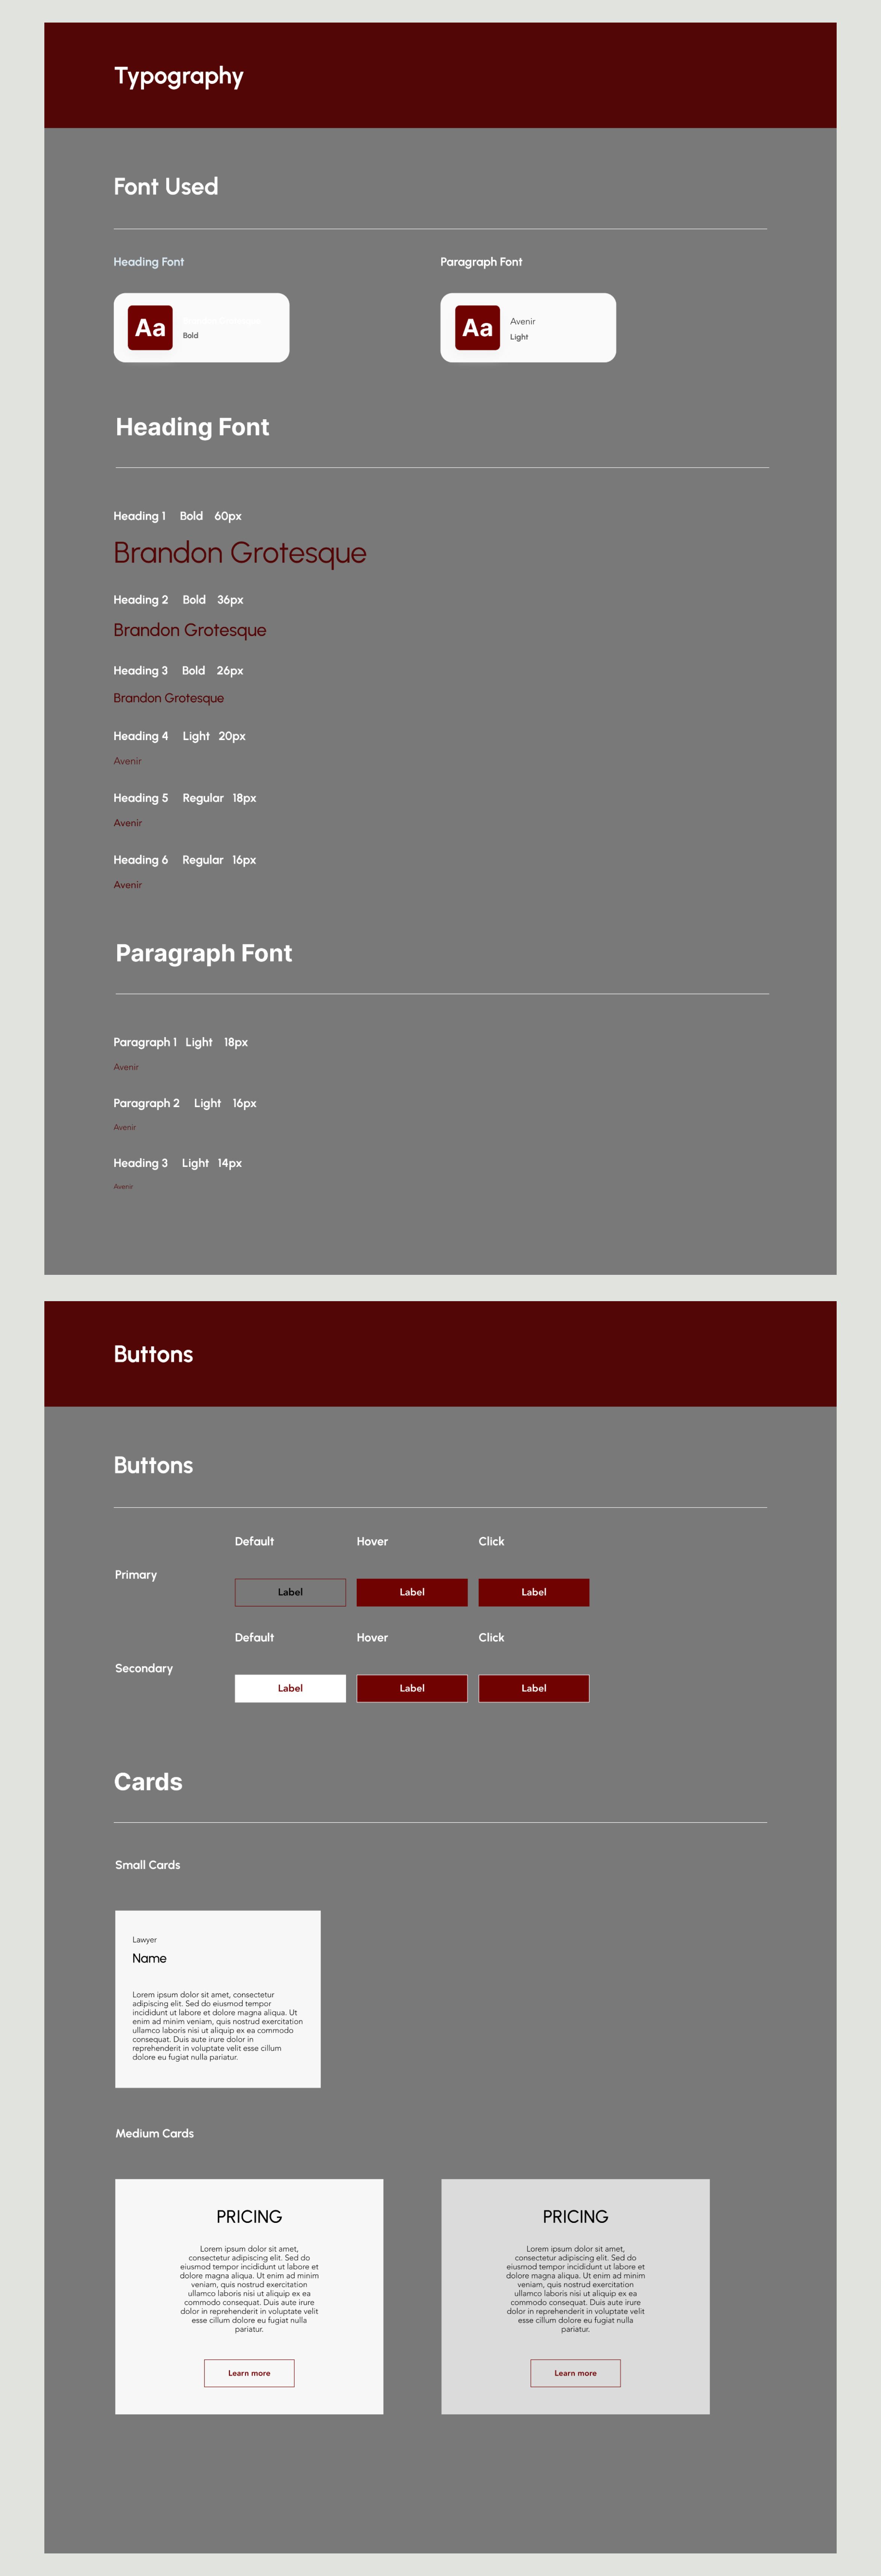 Typography
Font Used
Heading Font
Paragraph Font
Aa
Bold
Aa
Avenir
Light
Heading Font
Heading 1 Bold 60px
Brandon Grotesque
Heading 2 Bold 36px
Brandon Grotesque
Heading 3 Bold 26px
Brandon Grotesque
Heading 4 Light 20px
Avenir
Heading 5 Regular 18px
Avenir
Heading 6 Regular 16px
Avenir
Paragraph Font
Paragraph 1 Light 18px
Avenir
Paragraph 2 Light 16px
Avenir
Heading 3 Light 14px
Avenir
Buttons
Buttons
Default Hover Click
Primary
Label Label Label
Default Hover Click
Secondary
Label Label Label
Cards
Small Cards
Lawyer
Name
Lorem ipsum dolor sit amet, consectetur
adipiscing elit. Sed do eiusmod tempor
incididunt ut labore et dolore magna aliqua. Ut
enim ad minim veniam, quis nostrud exercitation
ullamco laboris nisi ut aliquip ex ea commodo
consequat. Duis aute irure dolor in
reprehenderit in voluptate velit esse cillum
dolore eu fugiat nulla pariatur.
Medium Cards
PRICING
Lorem ipsum dolor sit amet,
consectetur adipiscing elit. Sed do
eiusmod tempor incididunt ut labore et
dolore magna aliqua. Ut enim ad minim
veniam, quis nostrud exercitation
ullamco laboris nisi ut aliquip ex ea
commodo consequat. Duis aute irure
dolor in reprehenderit in voluptate velit
esse cillum dolore eu fugiat nulla
pariatur.
Learn more
PRICING
Lorem ipsum dolor sit amet,
consectetur adipiscing elit. Sed do
eiusmod tempor incididunt ut labore et
dolore magna aliqua. Ut enim ad minim
veniam, quis nostrud exercitation
ullamco laboris nisi ut aliquip ex ea
commodo consequat. Duis aute irure
dolor in reprehenderit in voluptate velit
esse cillum dolore eu fugiat nulla
pariatur.
Learn more